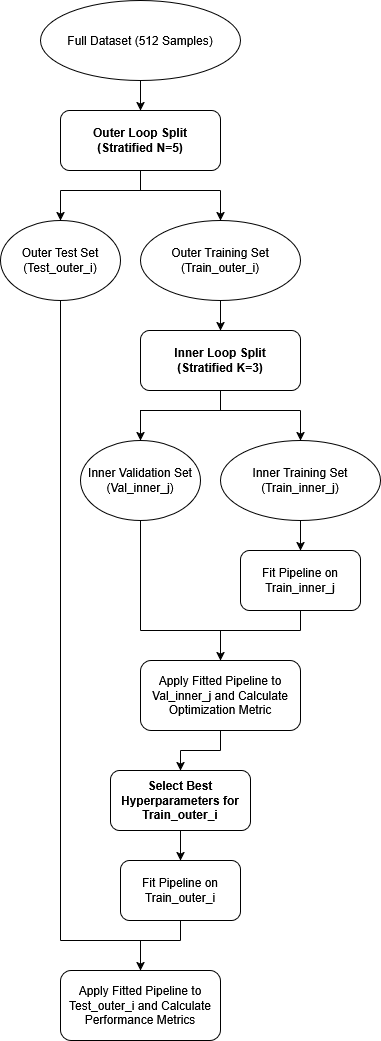 Full Dataset (512 Samples)
Outer Loop Split
(Stratified N=5)
Outer Test Set
(Test_outer_i)
Outer Training Set
(Train_outer_i)
Inner Loop Split
(Stratified K=3)
Inner Validation Set
(Val_inner_j)
Inner Training Set
(Train_inner_j)
Fit Pipeline on
Train_inner_j
Apply Fitted Pipeline to
Val_inner_j and Calculate
Optimization Metric
Select Best
Hyperparameters for
Train_outer_i
Fit Pipeline on
Train_outer_i
Apply Fitted Pipeline to
Test_outer_i and Calculate
Performance Metrics